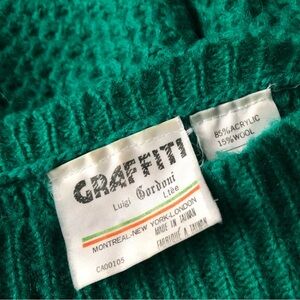 GRAFFITI
Luigi Gordoni
Ltée
MONTREAL-NEW YORK-LONDON
MADE IN TAIWAN
FABRIQUÉ A TAIWAN
CA00105
85% ACRYLIC
15% WOOL